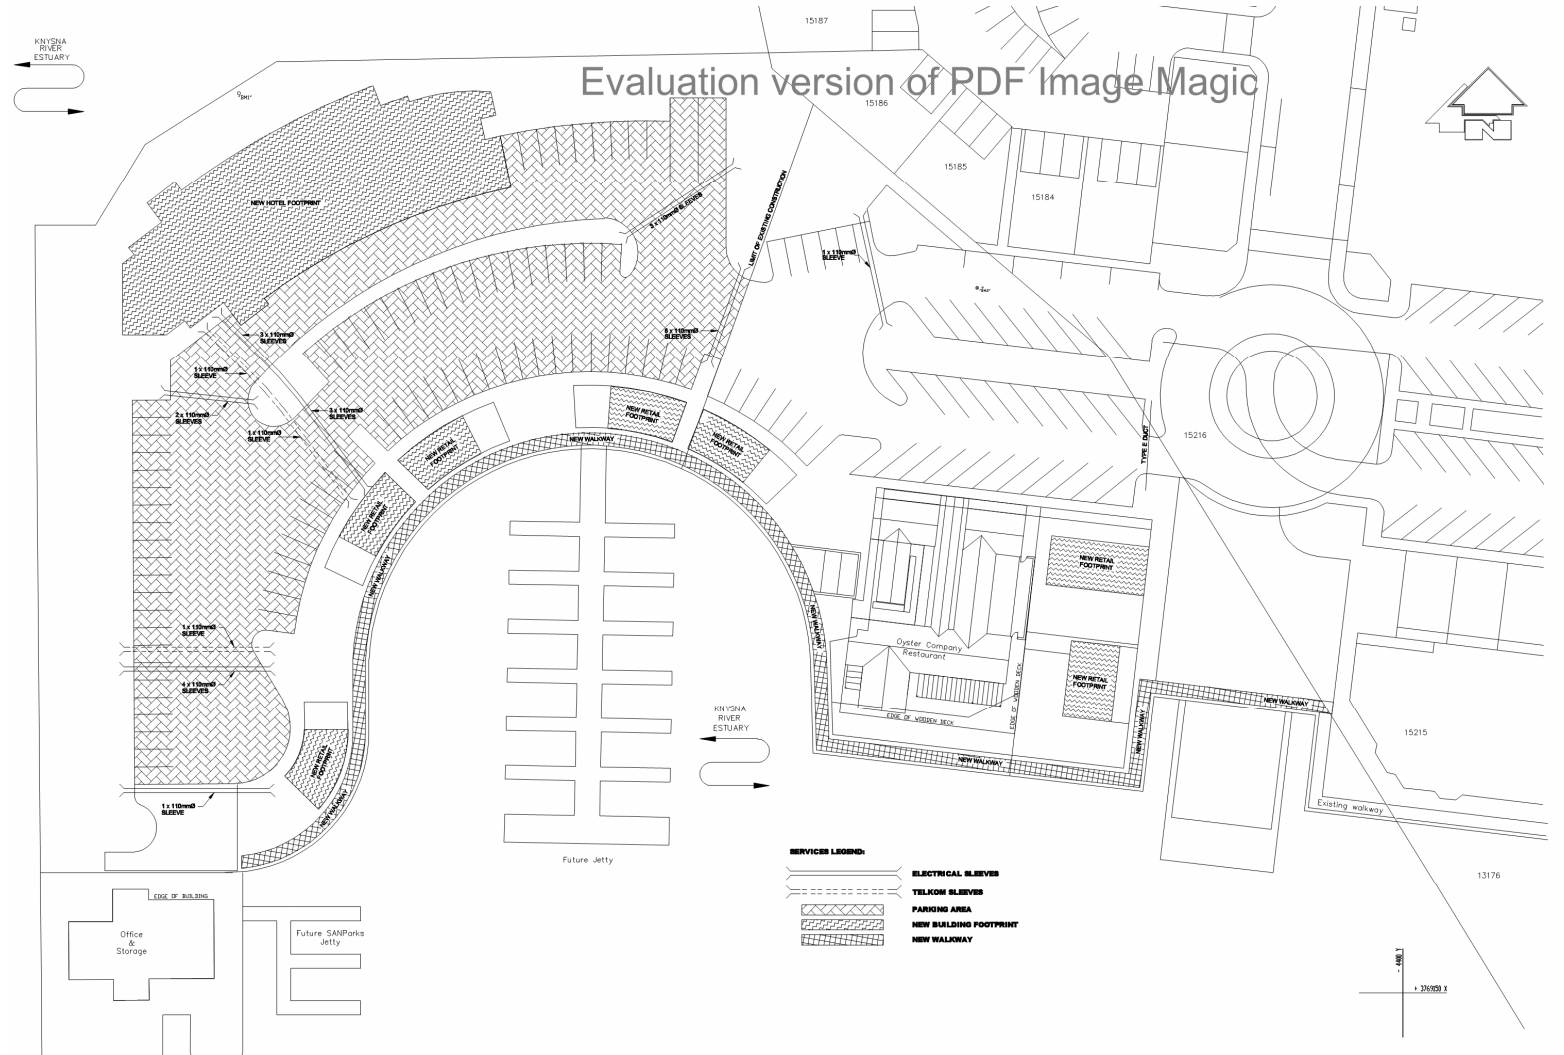 15187
KNYSNA
RIVER
ESTUARY
Evaluation version of PDF Image Magic
15186
15185
15184
N
NEW HOTEL FOOTPRINT
LIMIT OF EXISTING CONSTRUCTION
1 x 110mmØ
SLEEVE
3 x 110mmØ
SLEEVES
6 x 110mmØ
SLEEVES
1 x 110mmØ
SLEEVE
2 x 110mmØ
SLEEVES
3 x 110mmØ
SLEEVES
1 x 110mmØ
SLEEVE
NEW RETAIL
FOOTPRINT
NEW WALKWAY
NEW RETAIL
FOOTPRINT
NEW RETAIL
FOOTPRINT
NEW RETAIL
FOOTPRINT
TYPE E DUCT
15216
NEW WALKWAY
NEW RETAIL
FOOTPRINT
NEW WALKWAY
Oyster Company
Restaurant
1 x 110mmØ
SLEEVE
4 x 110mmØ
SLEEVES
NEW RETAIL
FOOTPRINT
EDGE OF WOODEN DECK
EDGE OF WOODEN DECK
NEW WALKWAY
NEW WALKWAY
NEW WALKWAY
KNYSNA
RIVER
ESTUARY
15215
NEW RETAIL
FOOTPRINT
NEW WALKWAY
1 x 110mmØ
SLEEVE
Existing walkway
Future Jetty
13176
SERVICES LEGEND:
ELECTRICAL SLEEVES
TELKOM SLEEVES
PARKING AREA
NEW BUILDING FOOTPRINT
NEW WALKWAY
EDGE OF BUILDING
Office
&
Storage
Future SANParks
Jetty
- 4400 Y
+ 3769150 X